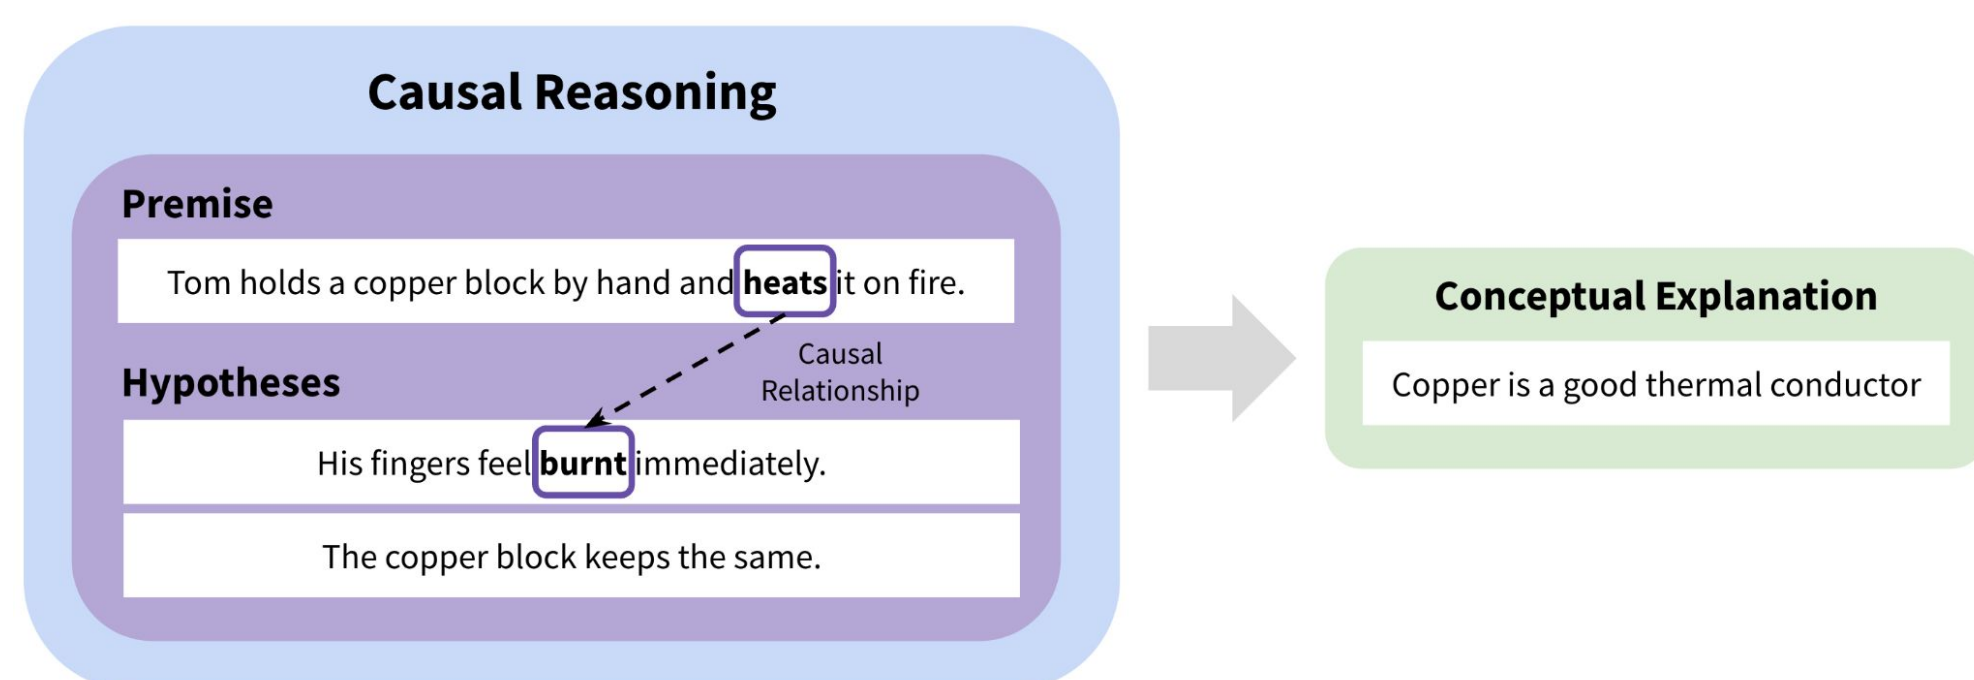 Causal Reasoning
Premise
Tom holds a copper block by hand and heats it on fire.
Causal
Relationship
Hypotheses
His fingers feel burnt immediately.
The copper block keeps the same.
Conceptual Explanation
Copper is a good thermal conductor